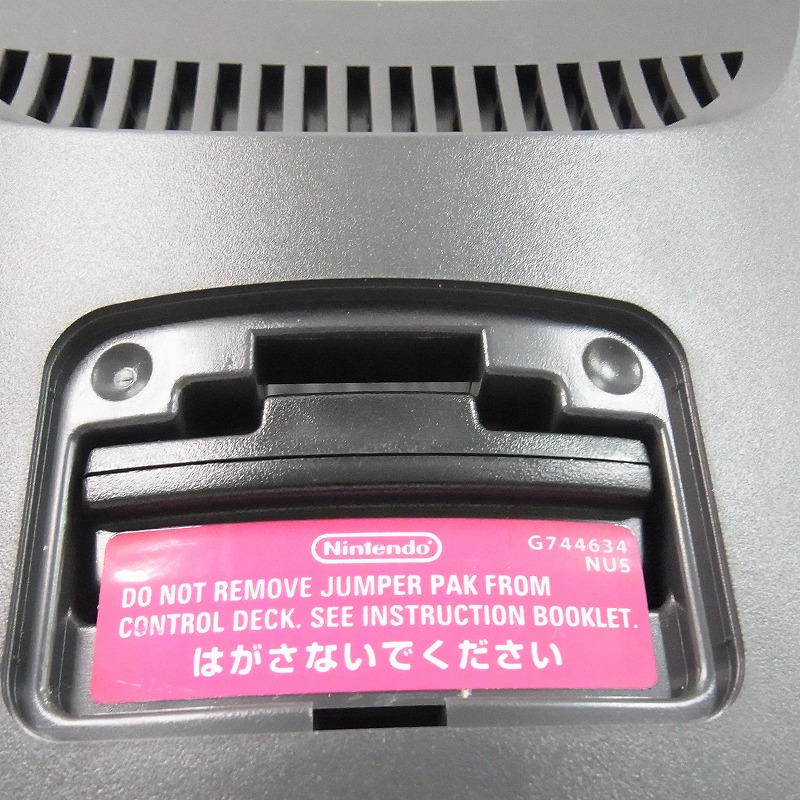 Nintendo
G744634
NUS
DO NOT REMOVE JUMPER PAK FROM
CONTROL DECK. SEE INSTRUCTION BOOKLET.
はがさないでください